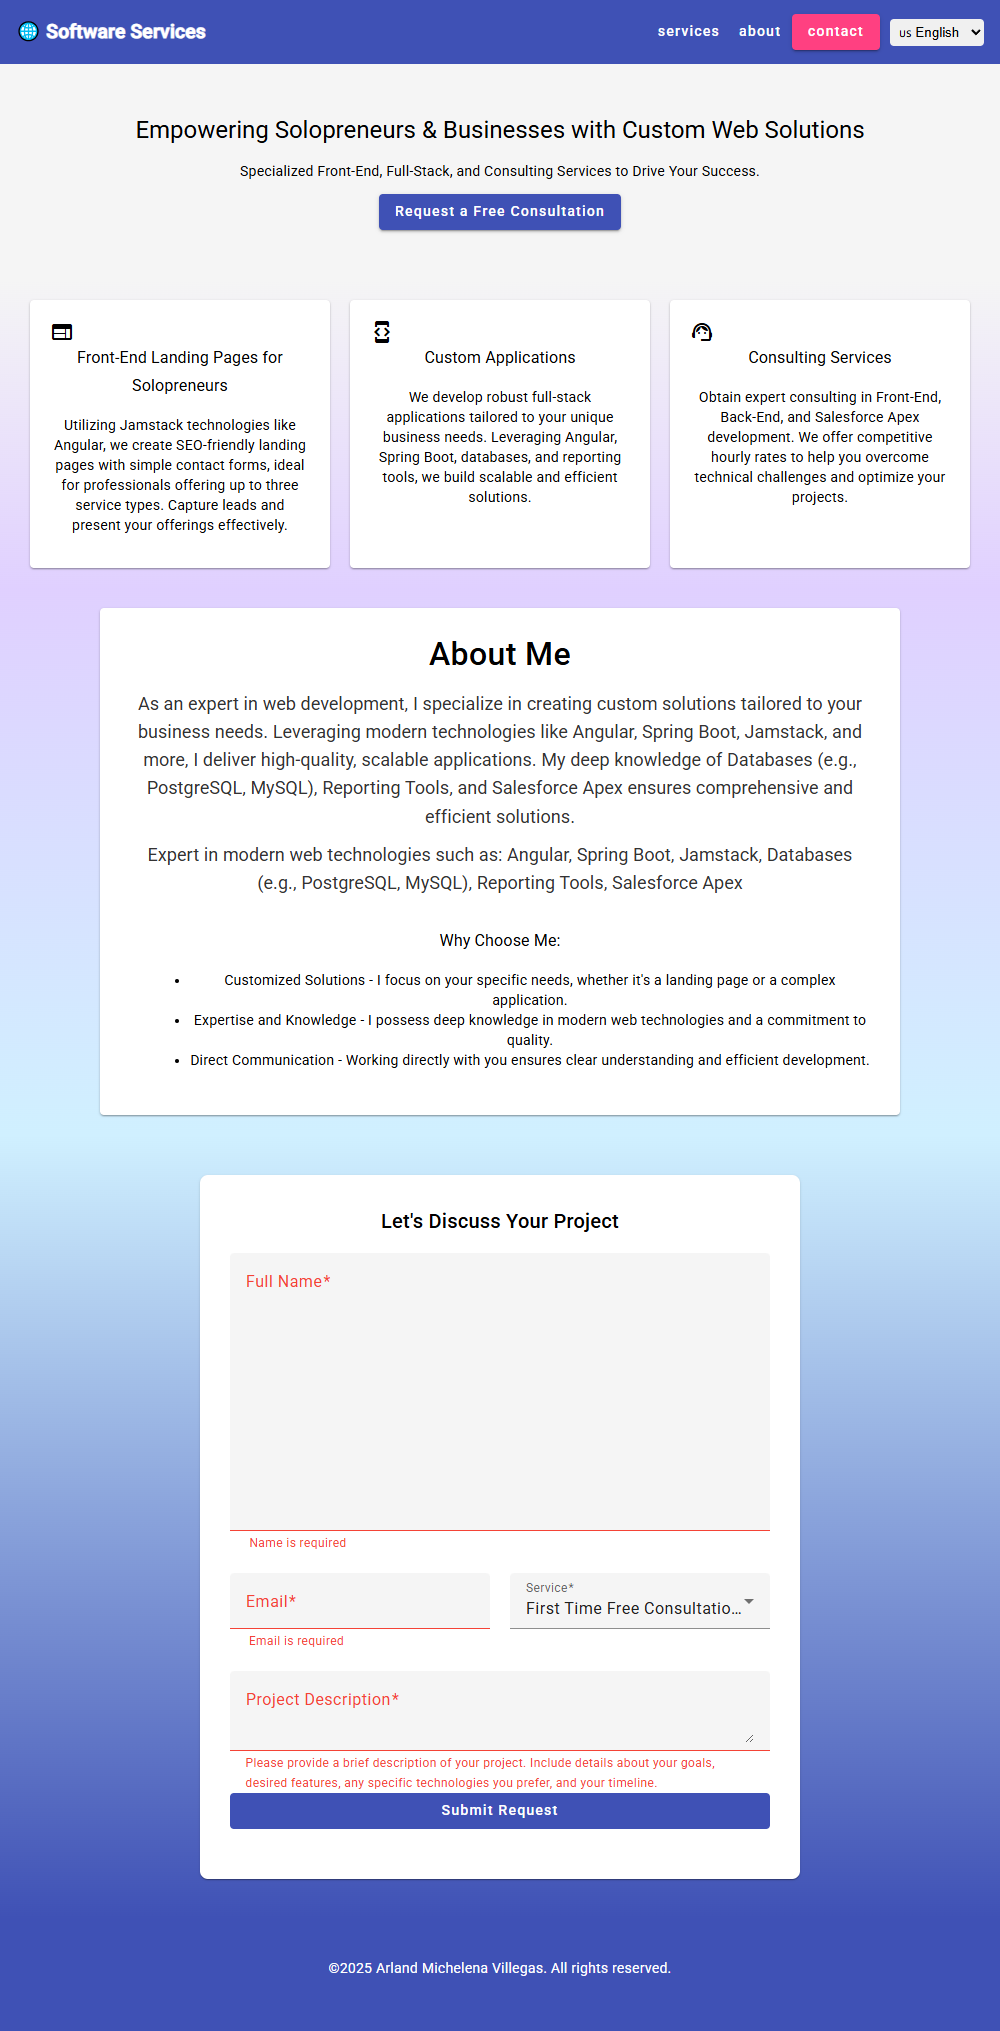 Software Services
services
about
contact
us English
Empowering Solopreneurs & Businesses with Custom Web Solutions
Specialized Front-End, Full-Stack, and Consulting Services to Drive Your Success.
Request a Free Consultation
Front-End Landing Pages for
Solopreneurs
Utilizing Jamstack technologies like
Angular, we create SEO-friendly landing
pages with simple contact forms, ideal
for professionals offering up to three
service types. Capture leads and
present your offerings effectively.
Custom Applications
We develop robust full-stack
applications tailored to your unique
business needs. Leveraging Angular,
Spring Boot, databases, and reporting
tools, we build scalable and efficient
solutions.
Consulting Services
Obtain expert consulting in Front-End,
Back-End, and Salesforce Apex
development. We offer competitive
hourly rates to help you overcome
technical challenges and optimize your
projects.
About Me
As an expert in web development, I specialize in creating custom solutions tailored to your
business needs. Leveraging modern technologies like Angular, Spring Boot, Jamstack, and
more, I deliver high-quality, scalable applications. My deep knowledge of Databases (e.g.,
PostgreSQL, MySQL), Reporting Tools, and Salesforce Apex ensures comprehensive and
efficient solutions.
Expert in modern web technologies such as: Angular, Spring Boot, Jamstack, Databases
(e.g., PostgreSQL, MySQL), Reporting Tools, Salesforce Apex
Why Choose Me:
• Customized Solutions - I focus on your specific needs, whether it's a landing page or a complex
application.
• Expertise and Knowledge - I possess deep knowledge in modern web technologies and a commitment to
quality.
• Direct Communication - Working directly with you ensures clear understanding and efficient development.
Let's Discuss Your Project
Full Name*
Name is required
Email*
Email is required
Service*
First Time Free Consultatio...
Project Description*
Please provide a brief description of your project. Include details about your goals,
desired features, any specific technologies you prefer, and your timeline.
Submit Request
©2025 Arland Michelena Villegas. All rights reserved.